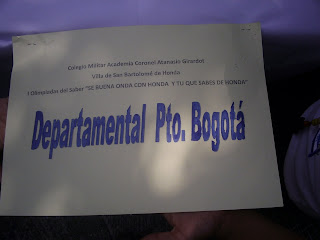 Colegio Militar Academia Coronel Atanasio Girardot
Villa de San Bartolomé de Honda
I Olimpiadas del Saber "SE BUENA ONDA CON HONDA Y TU QUE SABES DE HONDA"
Departamental Pto. Bogotá